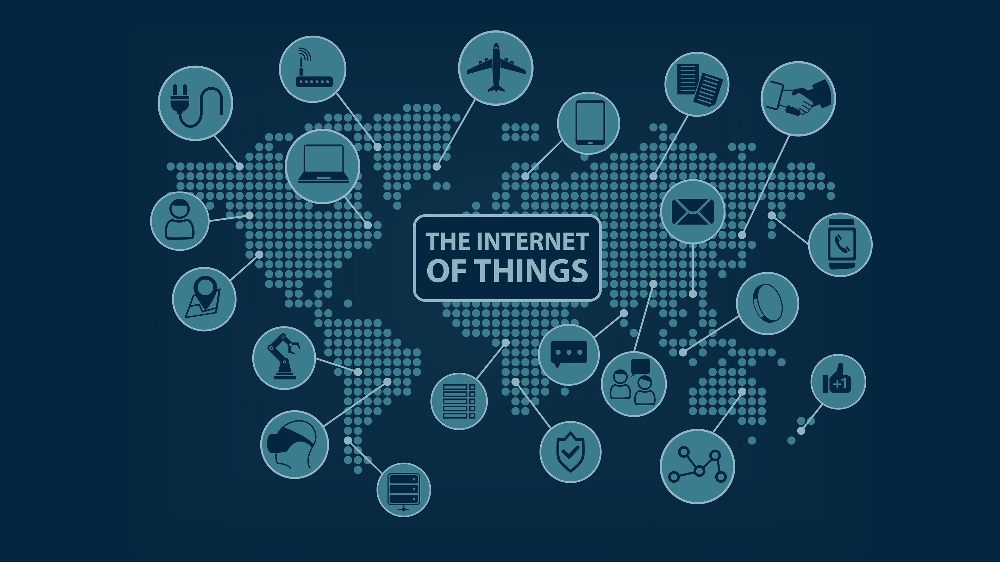 THE INTERNET
OF THINGS
+1